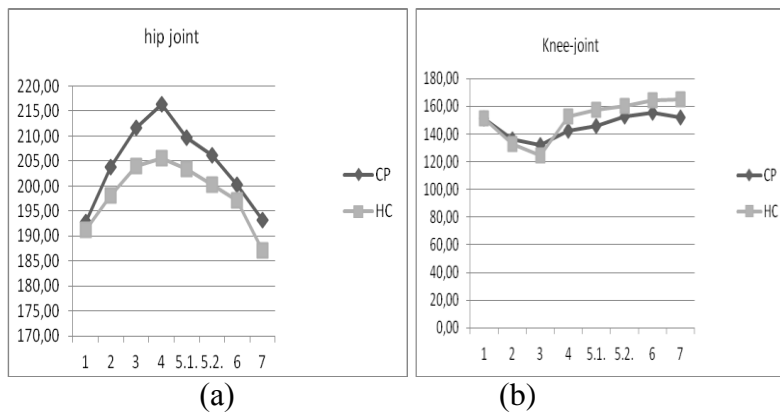 hip joint
220,00
215,00
210,00
205,00
200,00
195,00
190,00
185,00
180,00
175,00
170,00
1 2 3 4 5.1. 5.2. 6 7
CP
HC
(a)
Knee-joint
180,00
160,00
140,00
120,00
100,00
80,00
60,00
40,00
20,00
0,00
1 2 3 4 5.1. 5.2. 6 7
CP
HC
(b)